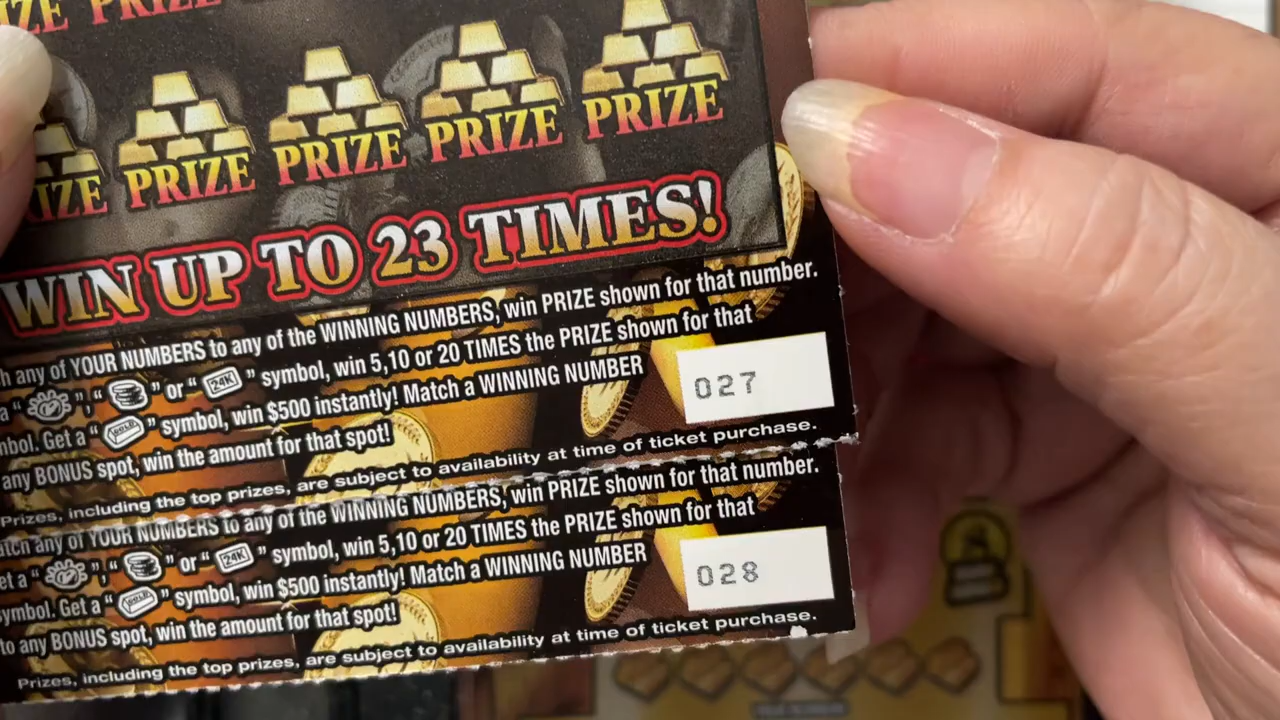 PRIZE
PRIZE PRIZE PRIZE PRIZE
WIN UP TO 23 TIMES!
any of YOUR NUMBERS to any of the WINNING NUMBERS, win PRIZE shown for that number.
a " ", " " or " 24K " symbol, win 5,10 or 20 TIMES the PRIZE shown for that
mbol. Get a " " symbol, win $500 instantly! Match a WINNING NUMBER
any BONUS spot, win the amount for that spot!
027
Prizes, including the top prizes, are subject to availability at time of ticket purchase.
any of YOUR NUMBERS to any of the WINNING NUMBERS, win PRIZE shown for that number.
et a " ", " " or " 24K " symbol, win 5,10 or 20 TIMES the PRIZE shown for that
symbol. Get a " " symbol, win $500 instantly! Match a WINNING NUMBER
to any BONUS spot, win the amount for that spot!
028
Prizes, including the top prizes, are subject to availability at time of ticket purchase.